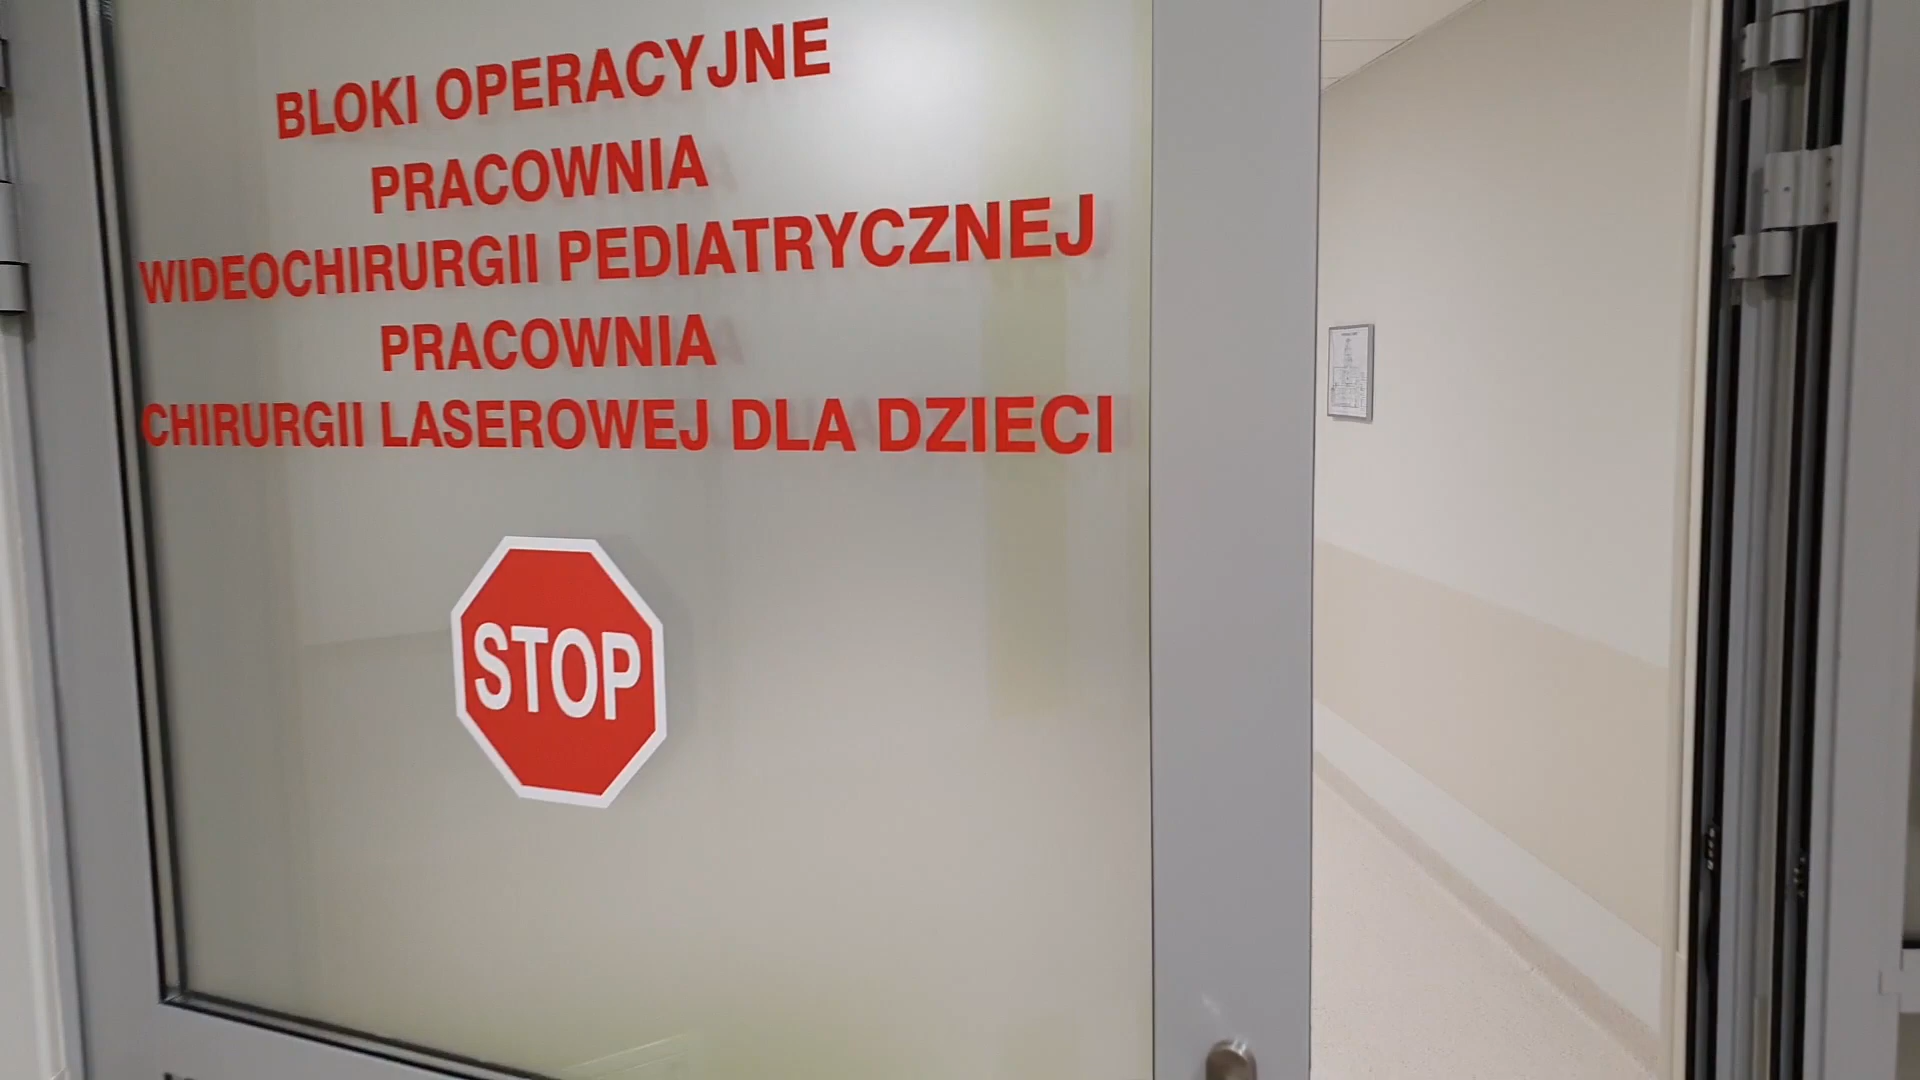 BLOKI OPERACYJNE
PRACOWNIA
WIDEOCHIRURGII PEDIATRYCZNEJ
PRACOWNIA
CHIRURGII LASEROWEJ DLA DZIECI
STOP